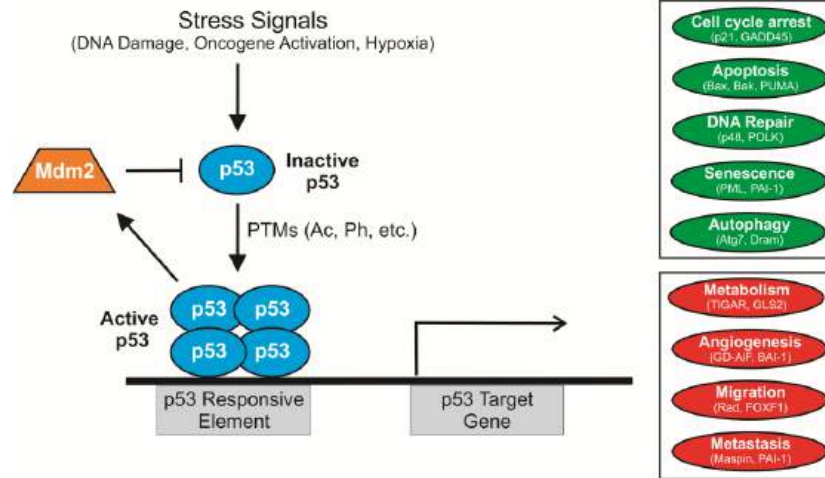 Stress Signals
(DNA Damage, Oncogene Activation, Hypoxia)
Mdm2
p53
Inactive
p53
PTMs (Ac, Ph, etc.)
Active
p53
p53
p53
p53
p53
p53 Responsive
Element
p53 Target
Gene
Cell cycle arrest
(p21, GADD45)
Apoptosis
(Bax, Bak, PUMA)
DNA Repair
(p48, POLK)
Senescence
(PML, PAI-1)
Autophagy
(Atg7, Dram)
Metabolism
(TIGAR, GLS2)
Angiogenesis
(GD-AiF, BAI-1)
Migration
(Rad, FOXF1)
Metastasis
(Maspin, PAI-1)